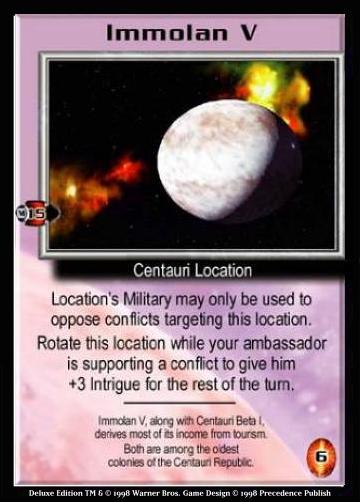 Immolan V
M 15
Centauri Location
Location's Military may only be used to
oppose conflicts targeting this location.
Rotate this location while your ambassador
is supporting a conflict to give him
+3 Intrigue for the rest of the turn.
Immolan V, along with Centauri Beta I,
derives most of its income from tourism.
Both are among the oldest
colonies of the Centauri Republic.
6
Deluxe Edition TM & © 1998 Warner Bros. Game Design © 1998 Precedence Publish